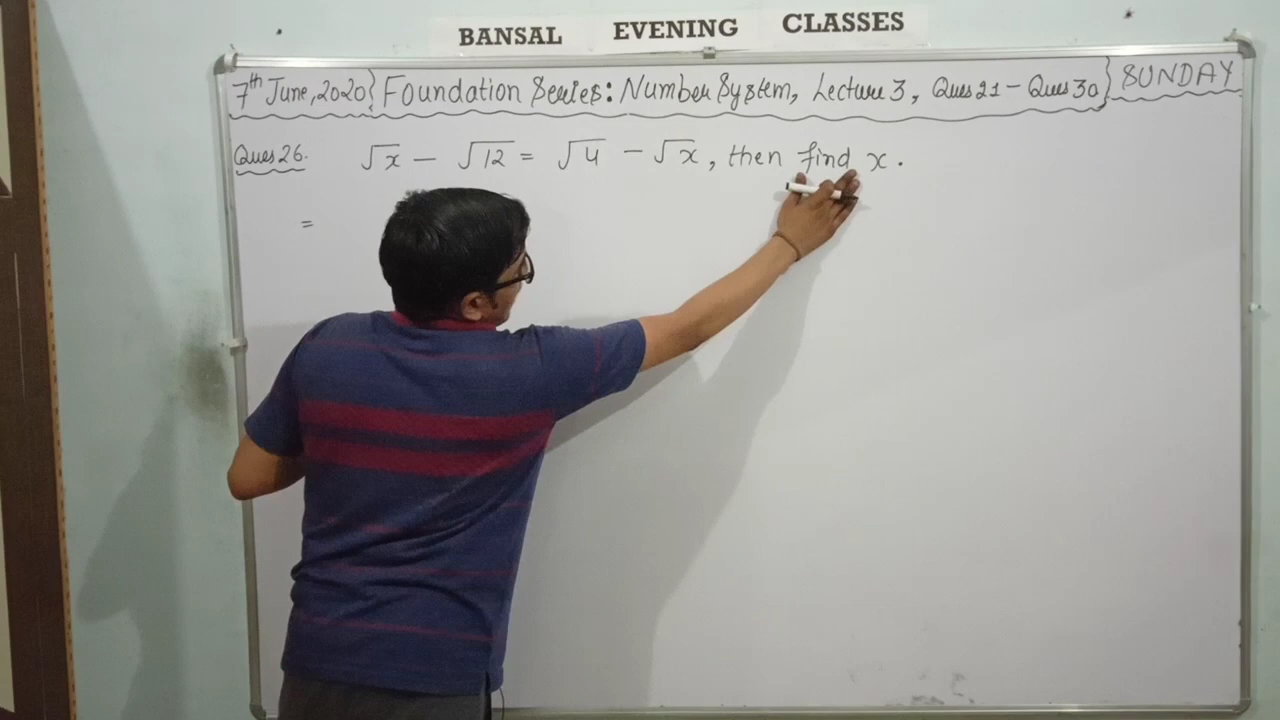 BANSAL EVENING CLASSES
7th June, 2020} Foundation Series: Number System, Lecture 3, Ques 21 - Ques 30} SUNDAY
Ques 26. √x - √12 = √4 - √x, then find x.
=